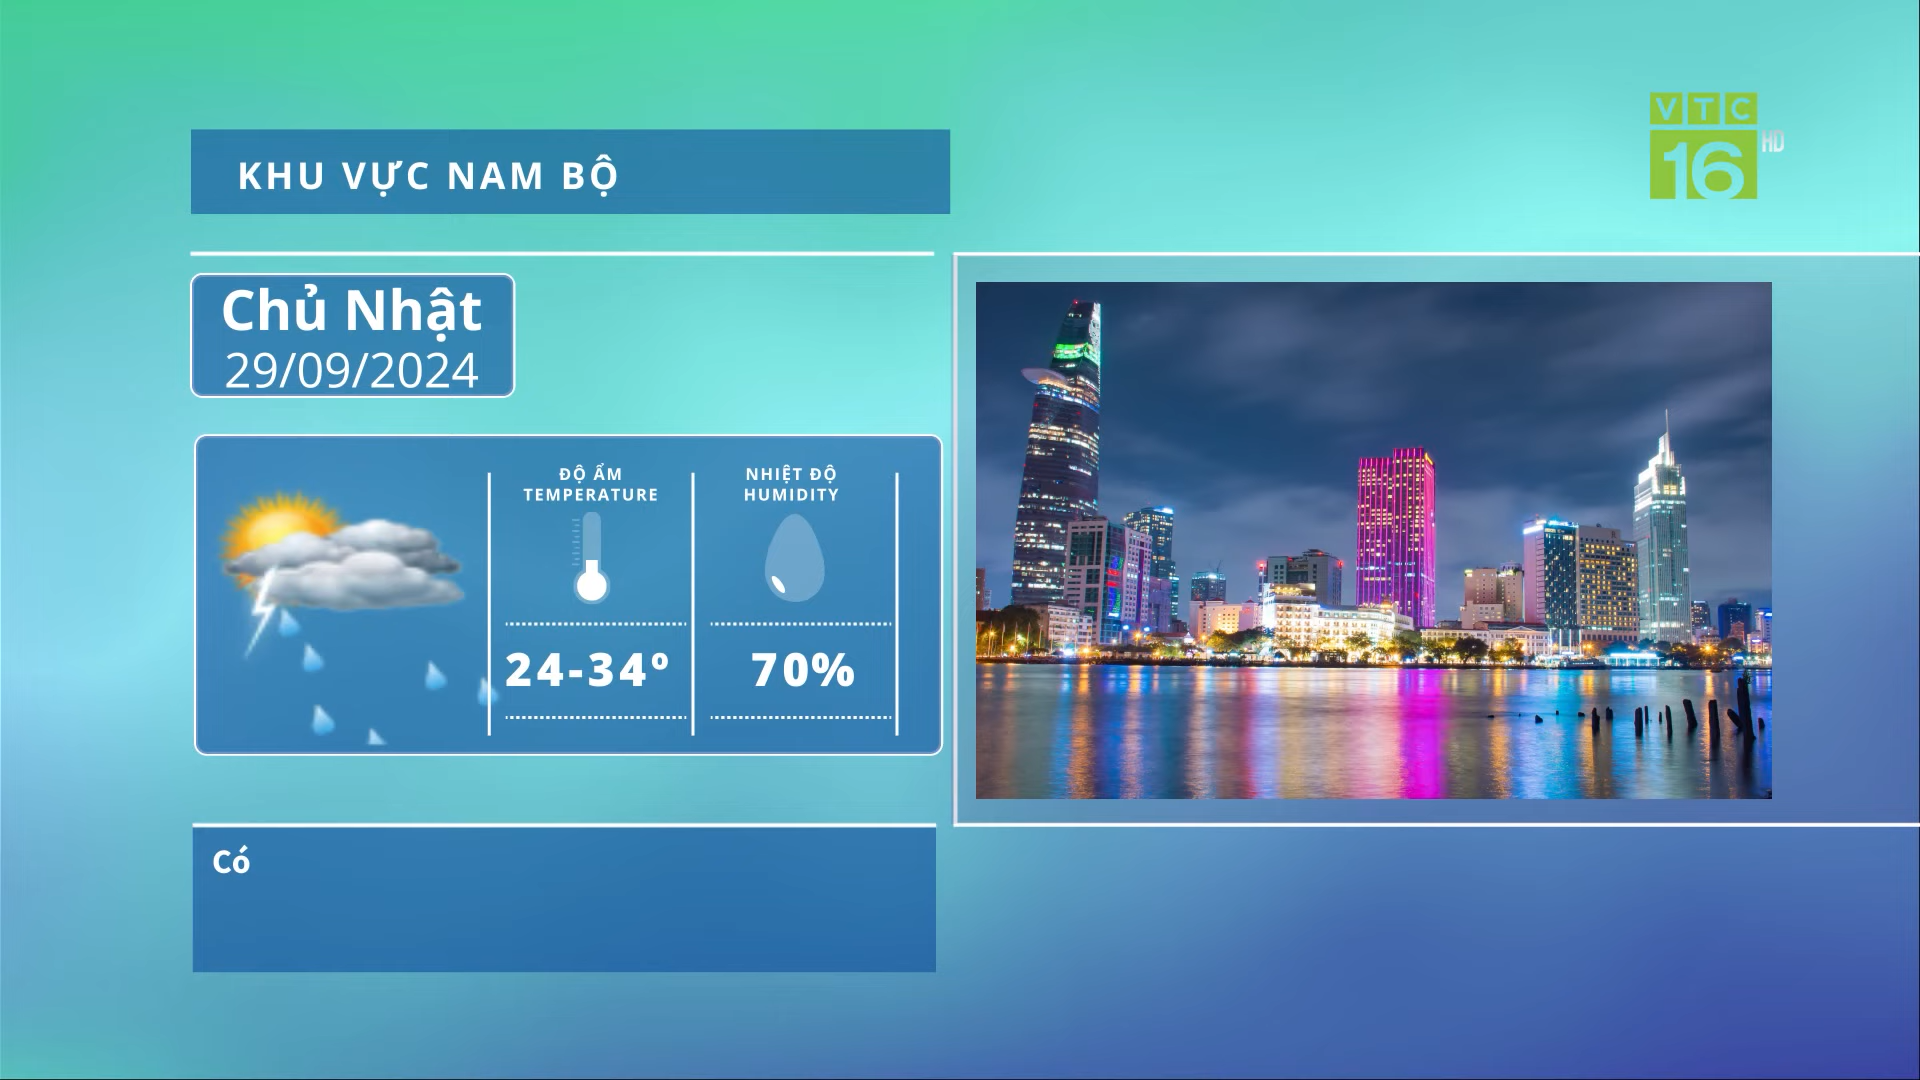 VTC
16
HD
KHU VỰC NAM BỘ
Chủ Nhật
29/09/2024
ĐỘ ẨM
TEMPERATURE
24-34º
NHIỆT ĐỘ
HUMIDITY
70%
Có